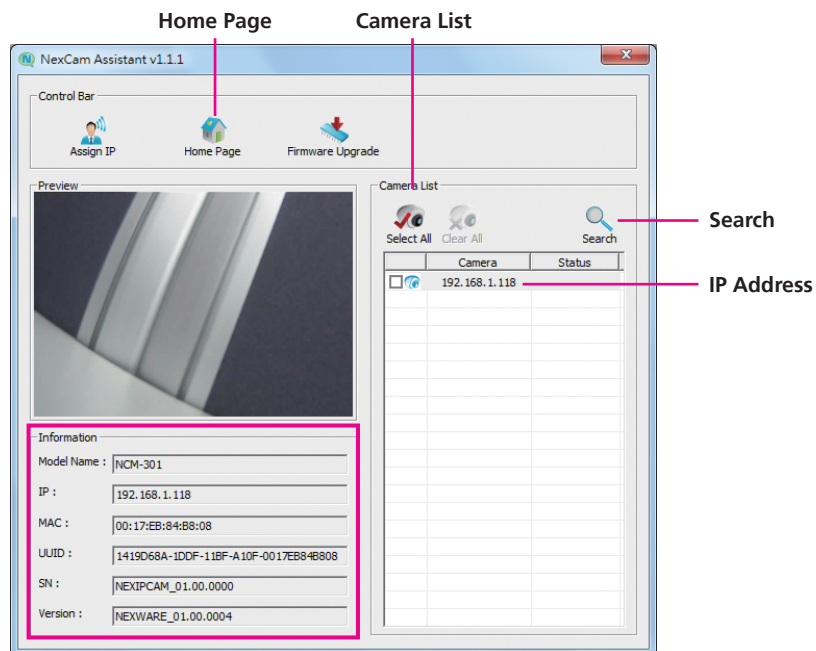 Home Page
Camera List
NexCam Assistant v1.1.1
Control Bar
Assign IP
Home Page
Firmware Upgrade
Preview
Camera List
Select All
Clear All
Search
Search
Camera
Status
192.168.1.118
IP Address
Information
Model Name :
NCM-301
IP :
192.168.1.118
MAC :
00:17:EB:84:B8:08
UUID :
1419D68A-1DDF-11BF-A10F-0017EB84B808
SN :
NEXIPCAM_01.00.0000
Version :
NEXWARE_01.00.0004